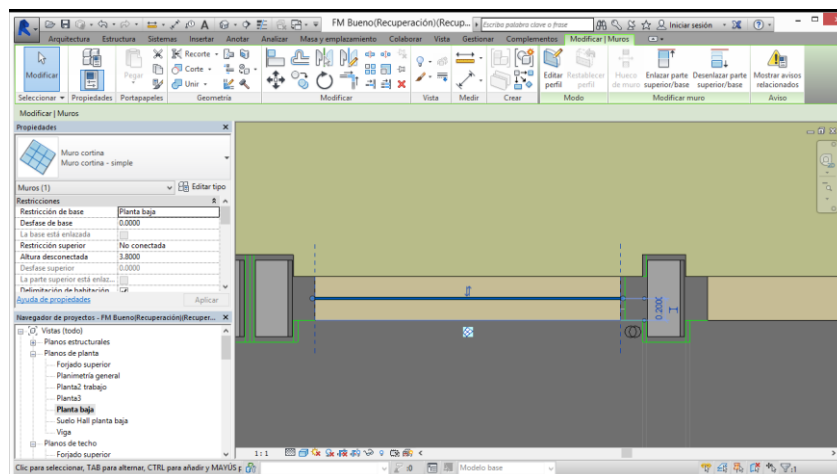 FM Bueno(Recuperación)(Recup...
Escriba palabra clave o frase
Iniciar sesión
Arquitectura Estructura Sistemas Insertar Anotar Analizar Masa y emplazamiento Colaborar Vista Gestionar Complementos Modificar | Muros
Modificar
Pegar
Recorte
Corte
Unir
Editar perfil
Restablecer perfil
Hueco de muro
Enlazar parte superior/base
Desenlazar parte superior/base
Mostrar avisos relacionados
Seleccionar Propiedades Portapapeles Geometría Modificar Vista Medir Crear Modo Modificar muro Aviso
Modificar | Muros
Propiedades
Muro cortina
Muro cortina - simple
Muros (1) Editar tipo
Restricciones
Restricción de base Planta baja
Desfase de base 0.0000
La base está enlazada
Restricción superior No conectada
Altura desconectada 3.8000
Desfase superior 0.0000
La parte superior está enlaz...
Delimitación de habitación
Ayuda de propiedades Aplicar
Navegador de proyectos - FM Bueno(Recuperación)(Recuper...
Vistas (todo)
Planos estructurales
Planos de planta
Forjado superior
Planimetría general
Planta2 trabajo
Planta3
Planta baja
Suelo Hall planta baja
Viga
Planos de techo
Forjado superior
0.2000
1 : 1
Clic para seleccionar, TAB para alternar, CTRL para añadir y MAYÚS p
:0
Modelo base
:1